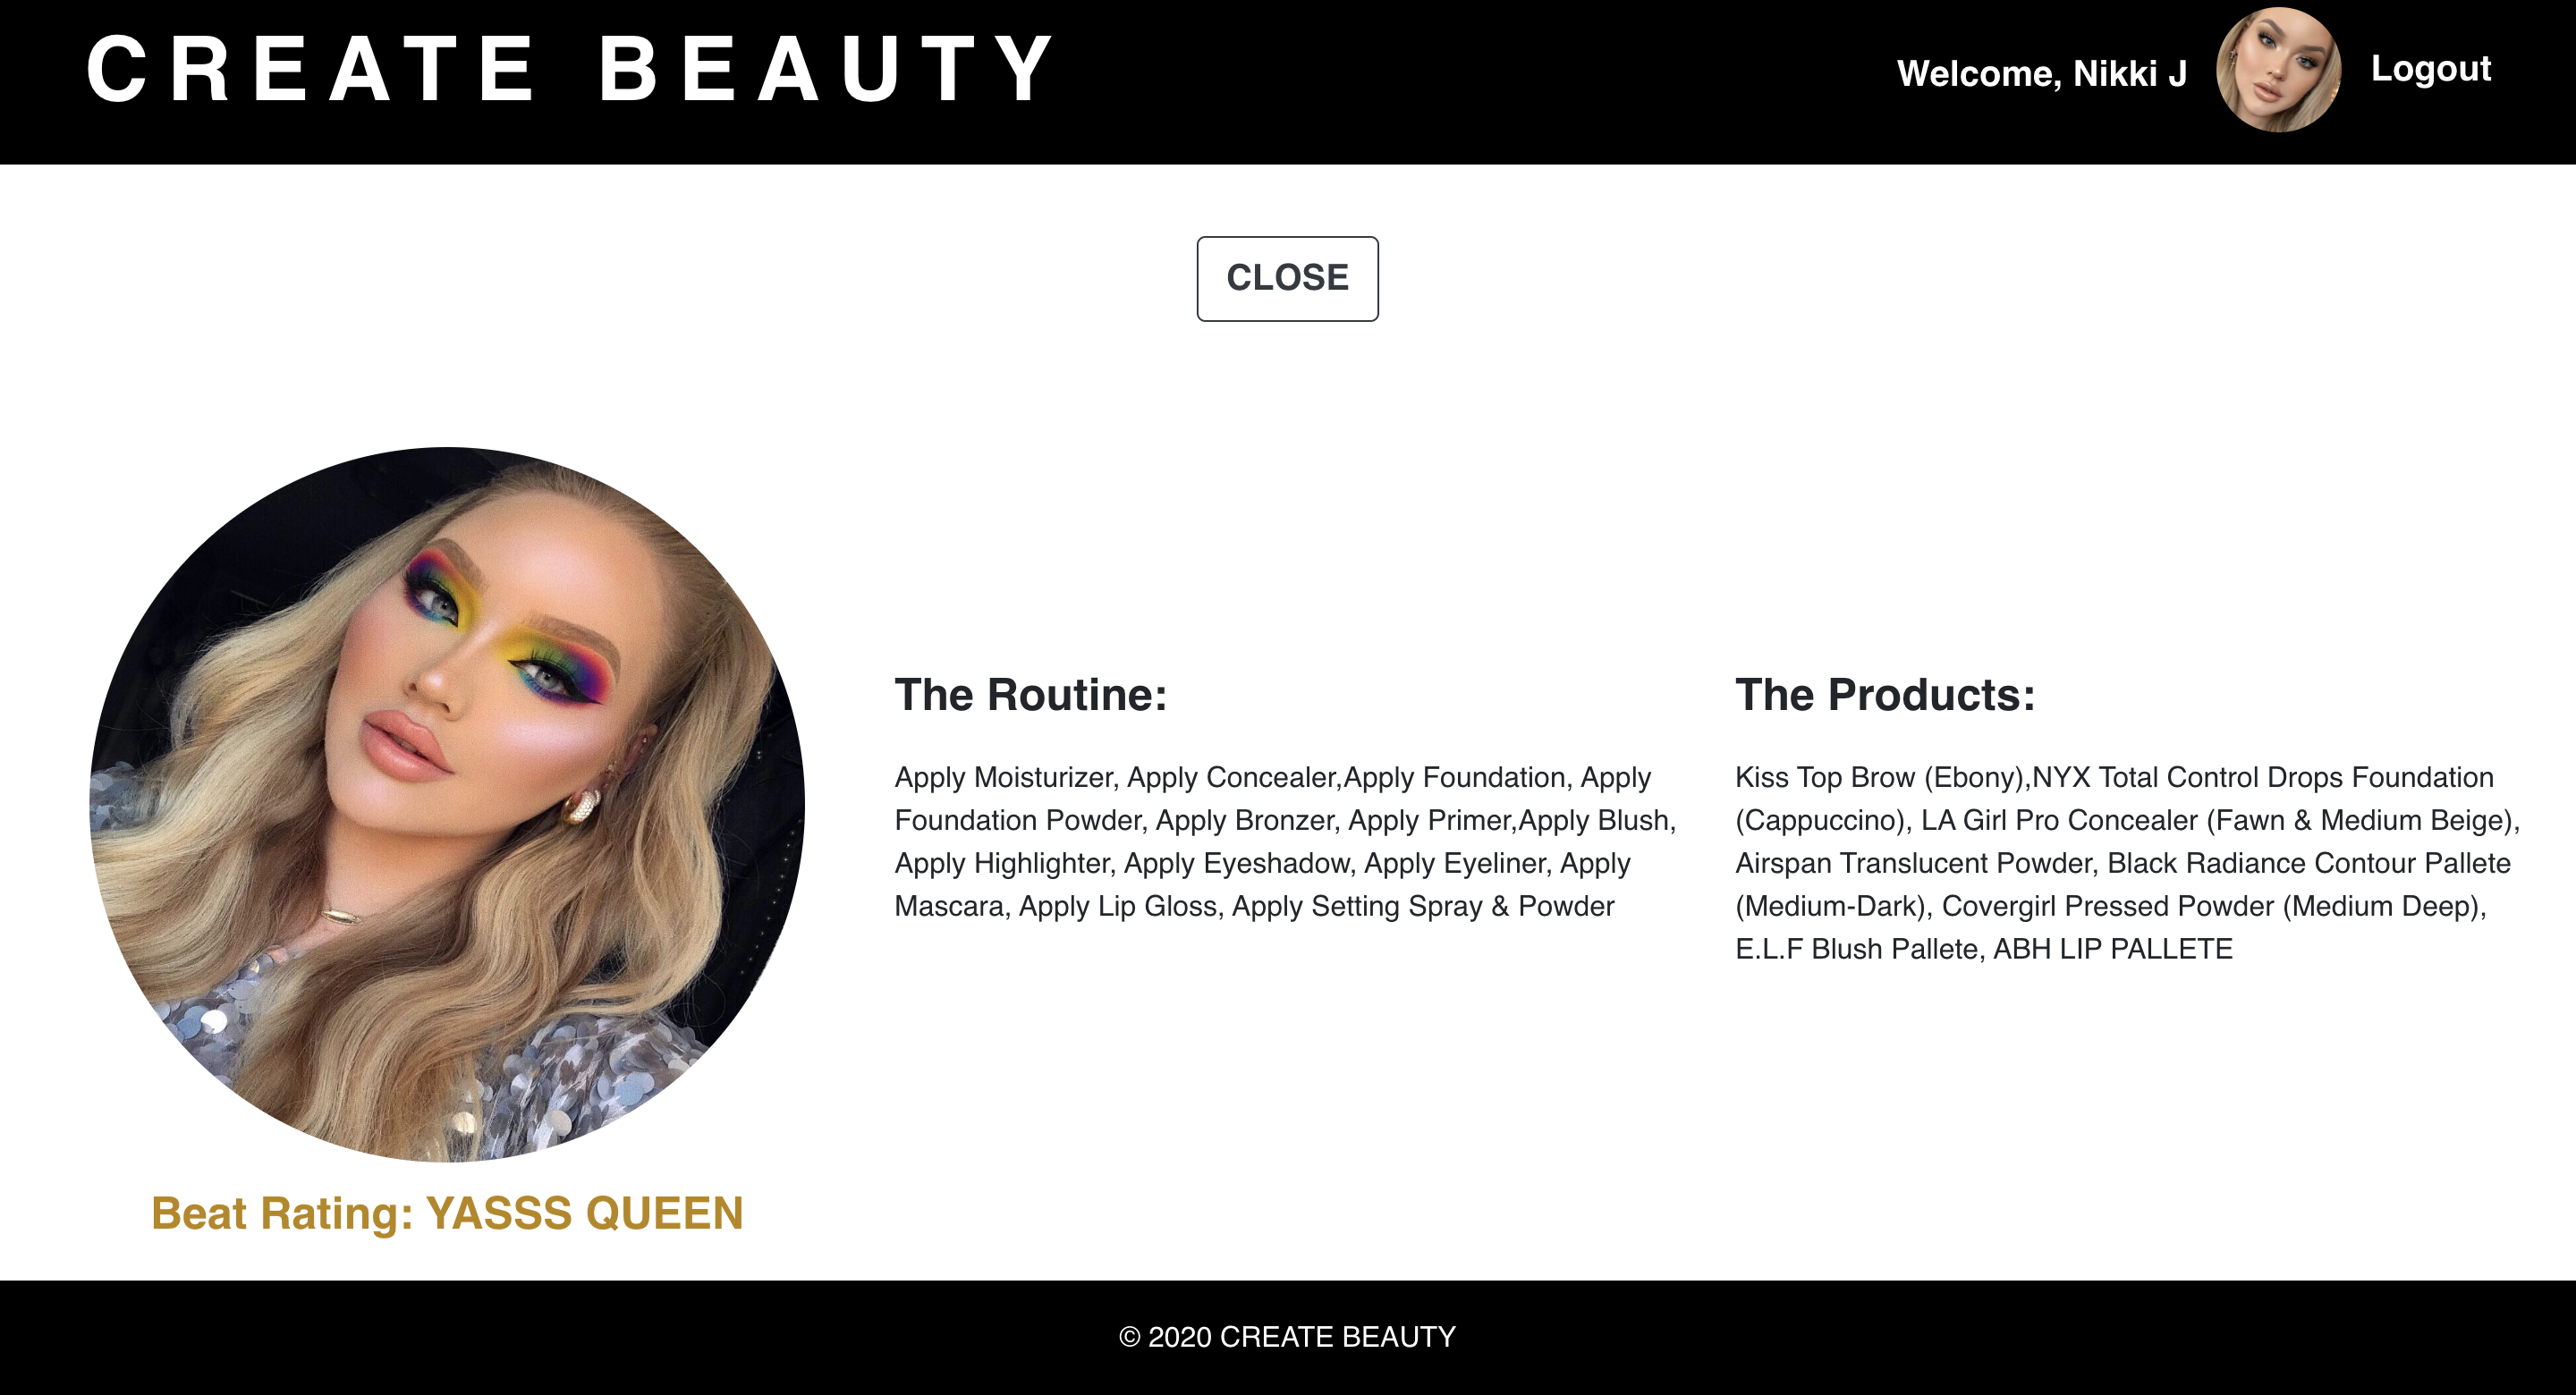 CREATE BEAUTY
Welcome, Nikki J
Logout
CLOSE
The Routine:
Apply Moisturizer, Apply Concealer,Apply Foundation, Apply
Foundation Powder, Apply Bronzer, Apply Primer,Apply Blush,
Apply Highlighter, Apply Eyeshadow, Apply Eyeliner, Apply
Mascara, Apply Lip Gloss, Apply Setting Spray & Powder
The Products:
Kiss Top Brow (Ebony),NYX Total Control Drops Foundation
(Cappuccino), LA Girl Pro Concealer (Fawn & Medium Beige),
Airspan Translucent Powder, Black Radiance Contour Pallete
(Medium-Dark), Covergirl Pressed Powder (Medium Deep),
E.L.F Blush Pallete, ABH LIP PALLETE
Beat Rating: YASSS QUEEN
© 2020 CREATE BEAUTY